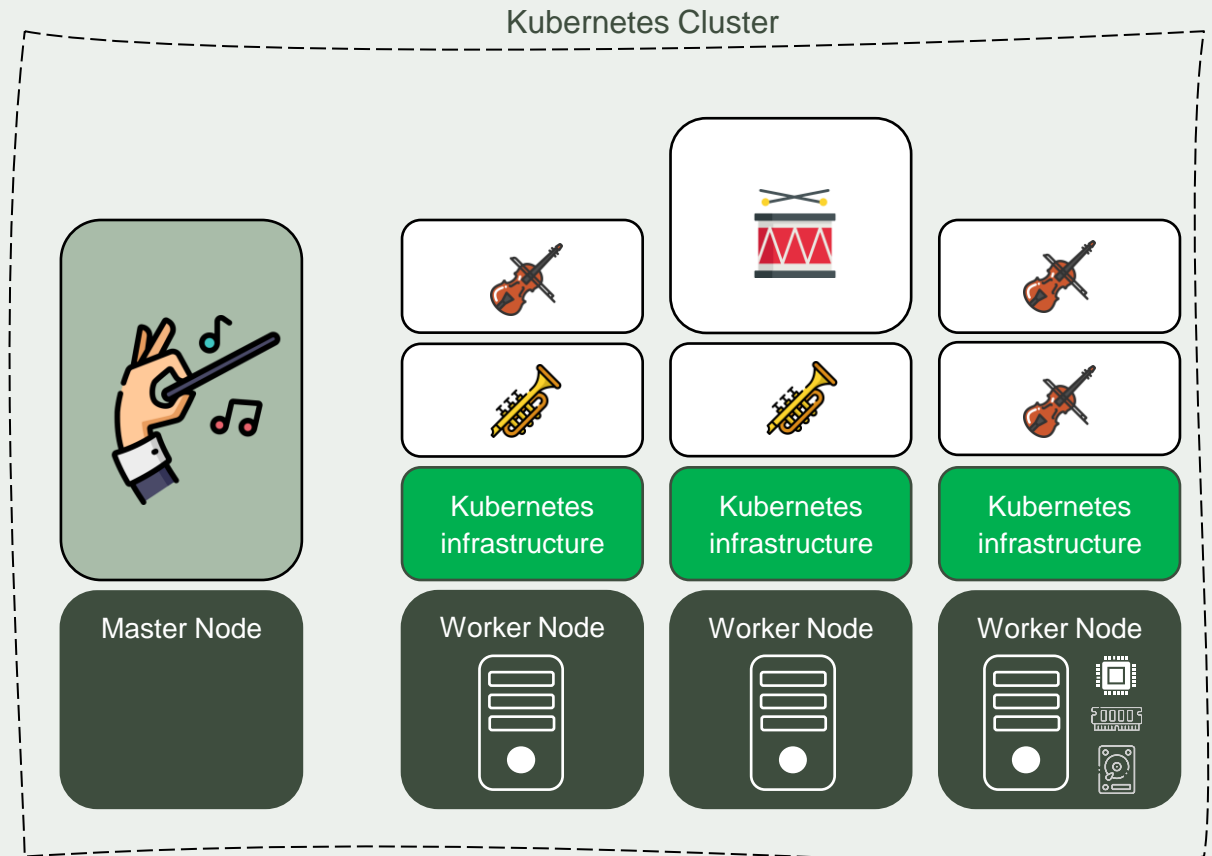 Kubernetes Cluster
Kubernetes
infrastructure
Kubernetes
infrastructure
Kubernetes
infrastructure
Master Node
Worker Node
Worker Node
Worker Node